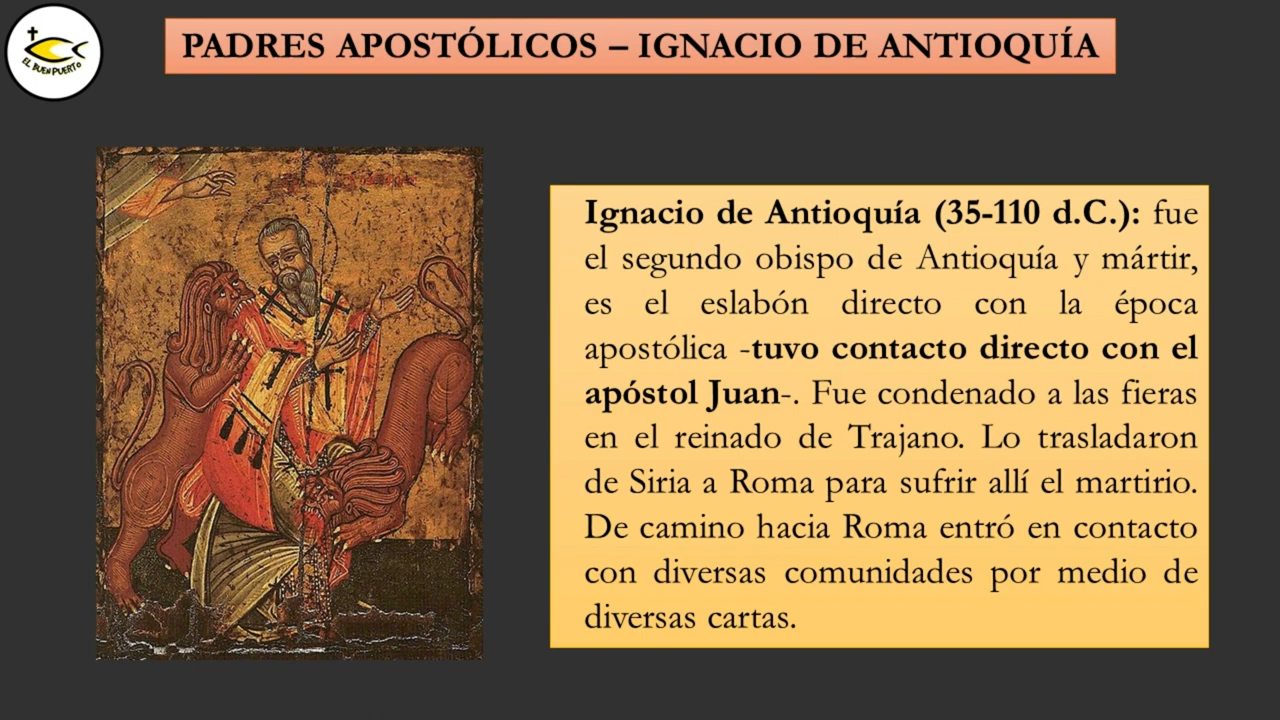 EL BUEN PUERTO
PADRES APOSTÓLICOS – IGNACIO DE ANTIOQUÍA
Ignacio de Antioquía (35-110 d.C.): fue
el segundo obispo de Antioquía y mártir,
es el eslabón directo con la época
apostólica -tuvo contacto directo con el
apóstol Juan-. Fue condenado a las fieras
en el reinado de Trajano. Lo trasladaron
de Siria a Roma para sufrir allí el martirio.
De camino hacia Roma entró en contacto
con diversas comunidades por medio de
diversas cartas.